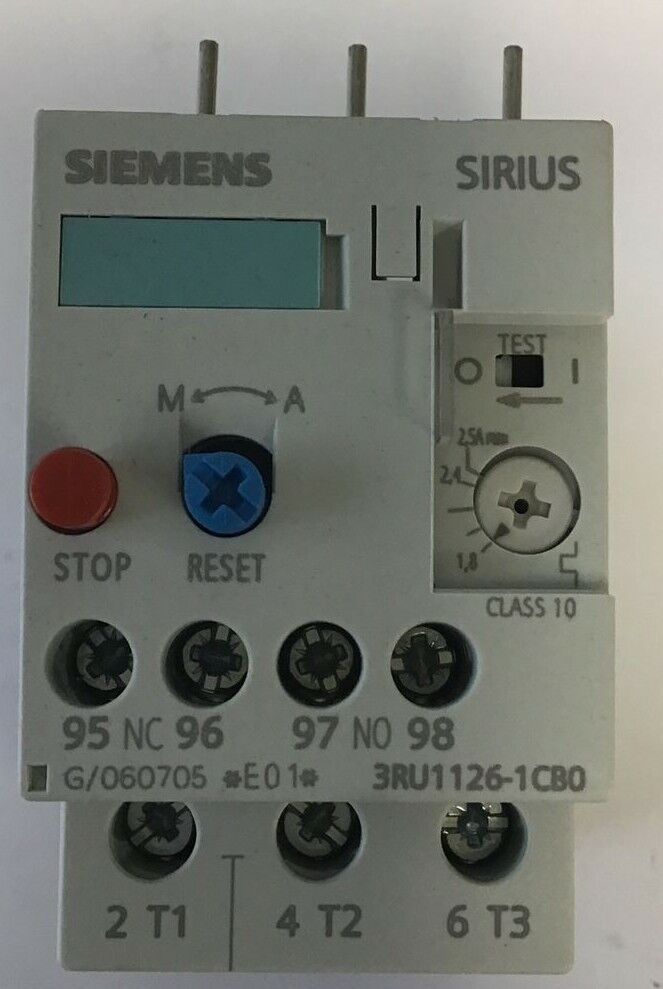 SIEMENS SIRIUS
TEST
O I
M A
2,5A max
2,4
1,8
STOP RESET
CLASS 10
95 NC 96 97 NO 98
G/060705 *E01* 3RU1126-1CB0
2 T1 4 T2 6 T3